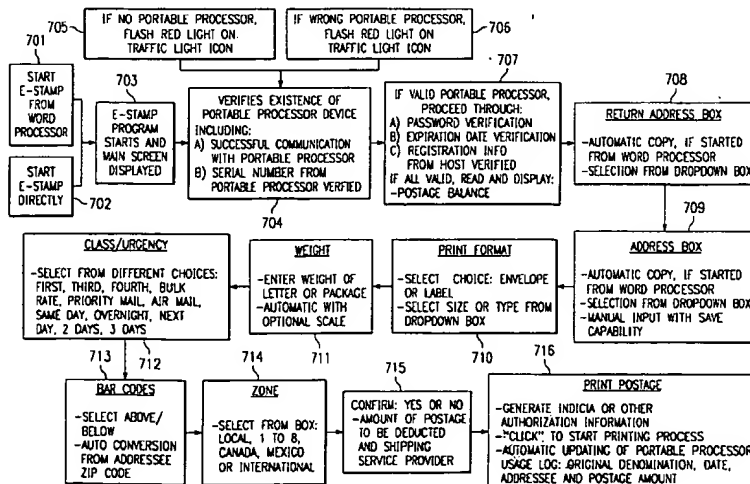 705
IF NO PORTABLE PROCESSOR,
FLASH RED LIGHT ON
TRAFFIC LIGHT ICON
IF WRONG PORTABLE PROCESSOR,
FLASH RED LIGHT ON
TRAFFIC LIGHT ICON
706
701
START
E-STAMP
FROM
WORD
PROCESSOR
START
E-STAMP
DIRECTLY
702
703
E-STAMP
PROGRAM
STARTS AND
MAIN SCREEN
DISPLAYED
VERIFIES EXISTENCE OF
PORTABLE PROCESSOR DEVICE
INCLUDING:
A) SUCCESSFUL COMMUNICATION
WITH PORTABLE PROCESSOR
B) SERIAL NUMBER FROM
PORTABLE PROCESSOR VERFIED
704
707
IF VALID PORTABLE PROCESSOR,
PROCEED THROUGH:
A) PASSWORD VERIFICATION
B) EXPIRATION DATE VERIFICATION
C) REGISTRATION INFO
FROM HOST VERIFIED
IF ALL VALID, READ AND DISPLAY:
-POSTAGE BALANCE
708
RETURN ADDRESS BOX
-AUTOMATIC COPY, IF STARTED
FROM WORD PROCESSOR
-SELECTION FROM DROPDOWN BOX
709
ADDRESS BOX
-AUTOMATIC COPY, IF STARTED
FROM WORD PROCESSOR
-SELECTION FROM DROPDOWN BOX
-MANUAL INPUT WITH SAVE
CAPABILITY
PRINT FORMAT
-SELECT CHOICE: ENVELOPE
OR LABEL
-SELECT SIZE OR TYPE FROM
DROPDOWN BOX
710
WEIGHT
-ENTER WEIGHT OF
LETTER OR PACKAGE
-AUTOMATIC WITH
OPTIONAL SCALE
711
CLASS/URGENCY
-SELECT FROM DIFFERENT CHOICES:
FIRST, THIRD, FOURTH, BULK
RATE, PRIORITY MAIL, AIR MAIL,
SAME DAY, OVERNIGHT, NEXT
DAY, 2 DAYS, 3 DAYS
712
713
BAR CODES
-SELECT ABOVE/
BELOW
-AUTO CONVERSION
FROM ADDRESSEE
ZIP CODE
714
ZONE
-SELECT FROM BOX:
LOCAL, 1 TO 8,
CANADA, MEXICO
OR INTERNATIONAL
715
CONFIRM: YES OR NO
-AMOUNT OF POSTAGE
TO BE DEDUCTED
AND SHIPPING
SERVICE PROVIDER
716
PRINT POSTAGE
-GENERATE INDICIA OR OTHER
AUTHORIZATION INFORMATION
-"CLICK" TO START PRINTING PROCESS
-AUTOMATIC UPDATING OF PORTABLE PROCESSOR
USAGE LOG: ORIGINAL DENOMINATION, DATE,
ADDRESSEE AND POSTAGE AMOUNT